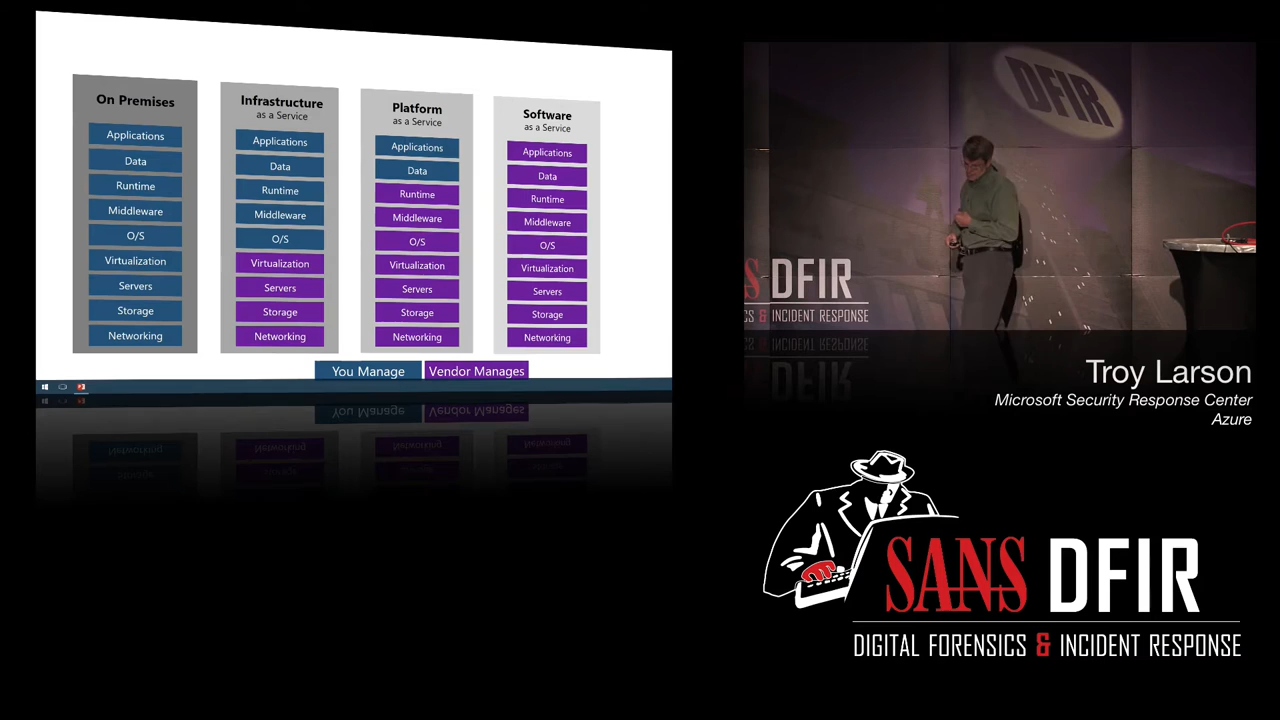 On Premises
Applications
Data
Runtime
Middleware
O/S
Virtualization
Servers
Storage
Networking
Infrastructure
as a Service
Applications
Data
Runtime
Middleware
O/S
Virtualization
Servers
Storage
Networking
Platform
as a Service
Applications
Data
Runtime
Middleware
O/S
Virtualization
Servers
Storage
Networking
Software
as a Service
Applications
Data
Runtime
Middleware
O/S
Virtualization
Servers
Storage
Networking
You Manage
Vendor Manages
DFIR
S DFIR
CS & INCIDENT RESPONSE
Troy Larson
Microsoft Security Response Center
Azure
SANS DFIR
DIGITAL FORENSICS & INCIDENT RESPONSE